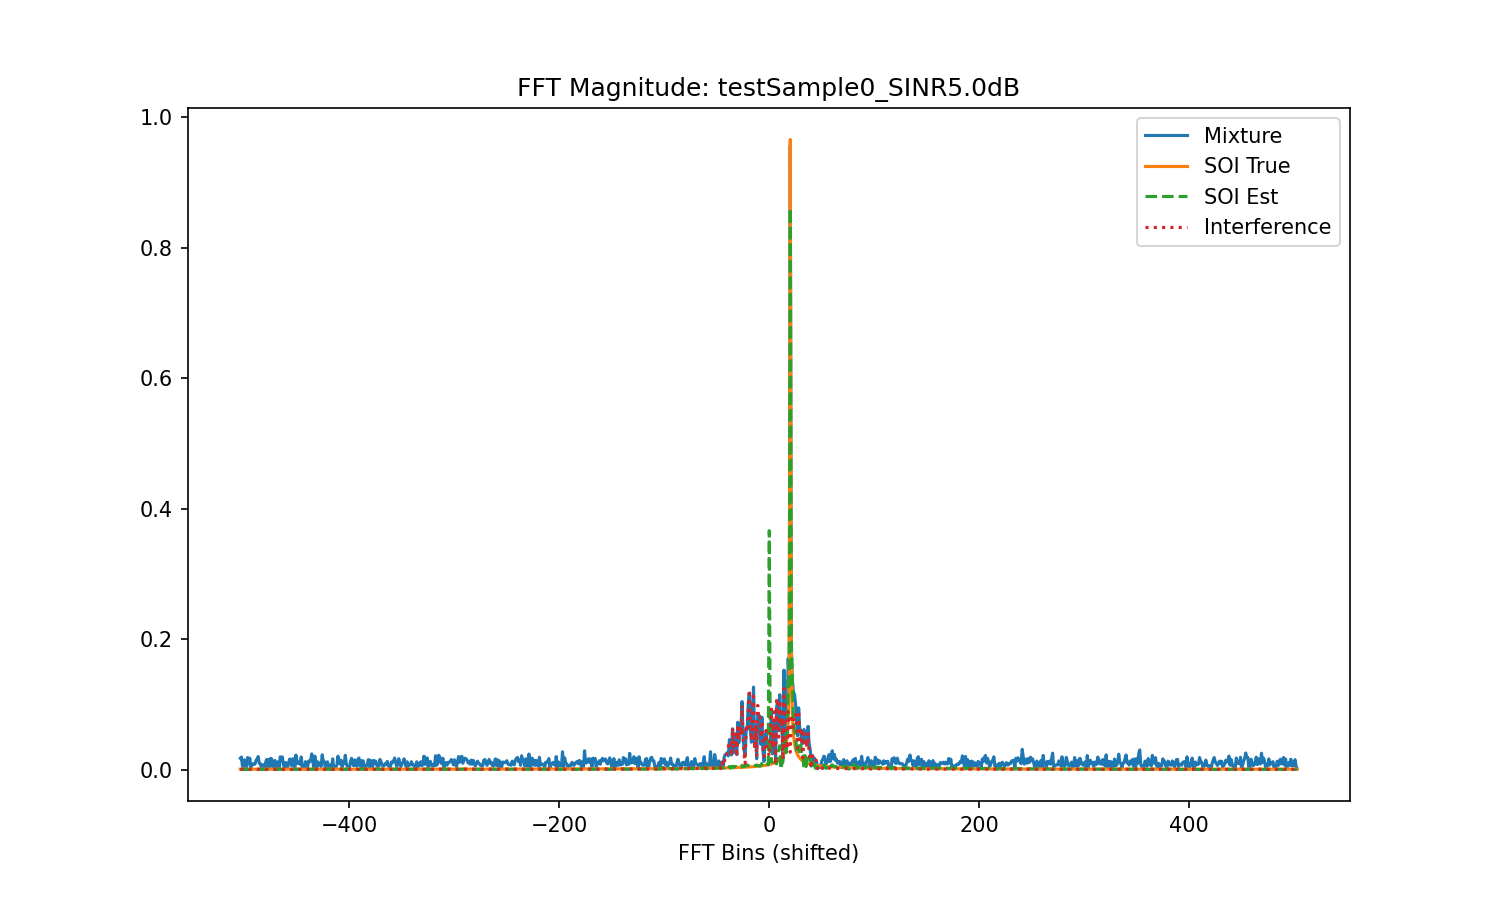 FFT Magnitude: testSample0_SINR5.0dB
1.0
0.8
0.6
0.4
0.2
0.0
Mixture
SOI True
SOI Est
Interference
−400
−200
0
200
400
FFT Bins (shifted)